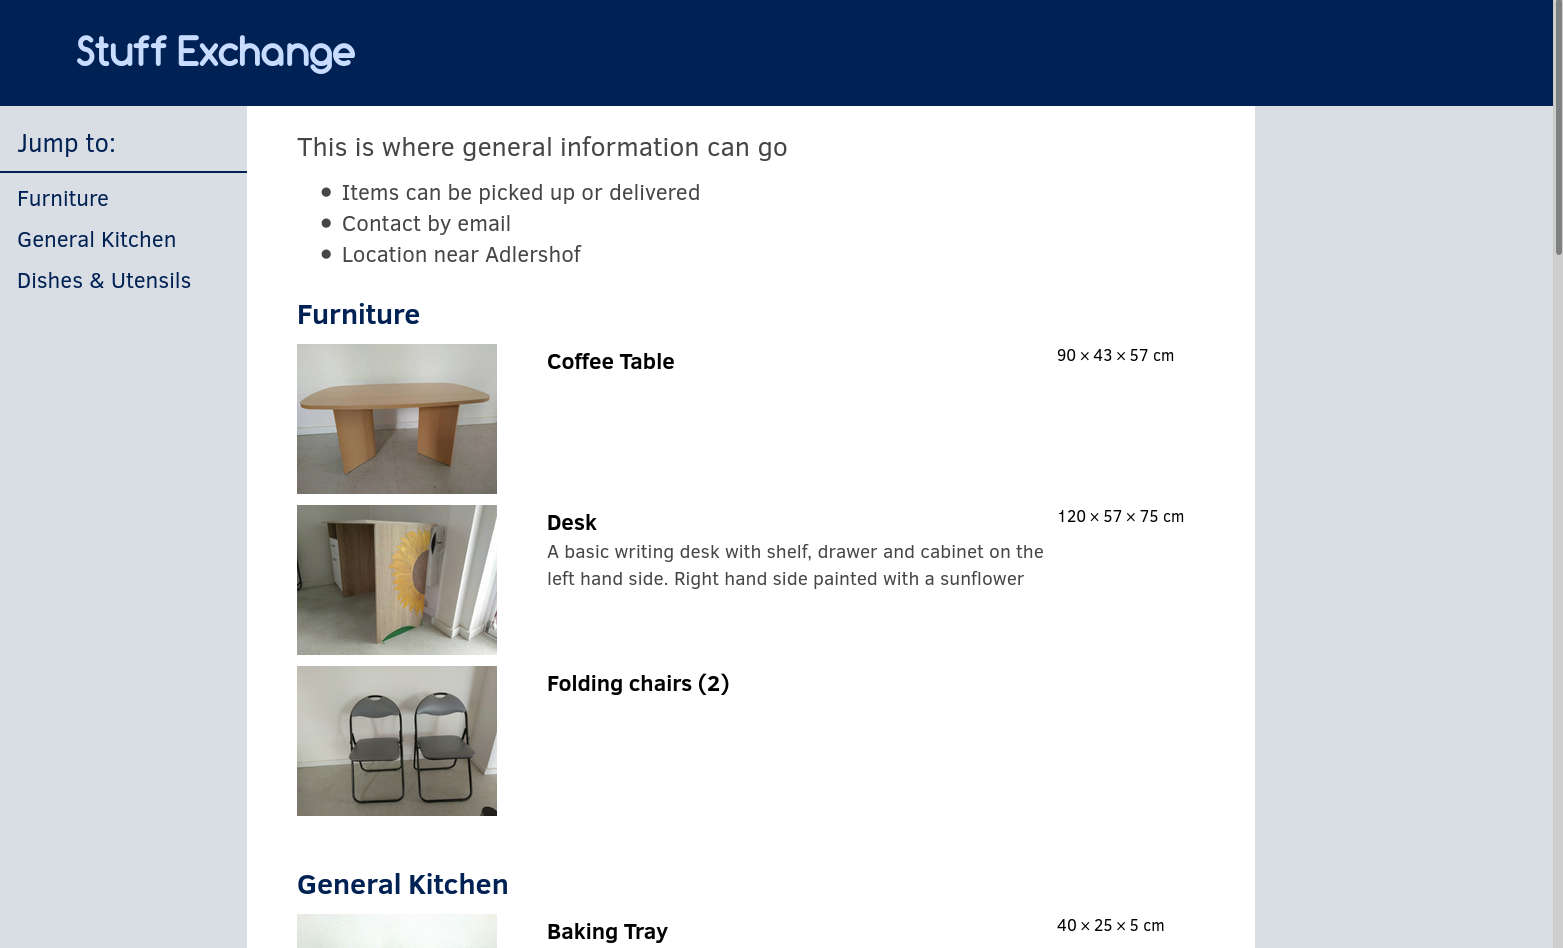 Stuff Exchange
Jump to:
Furniture
General Kitchen
Dishes & Utensils
This is where general information can go
Items can be picked up or delivered
Contact by email
Location near Adlershof
Furniture
Coffee Table
90 × 43 × 57 cm
Desk
120 × 57 × 75 cm
A basic writing desk with shelf, drawer and cabinet on the
left hand side. Right hand side painted with a sunflower
Folding chairs (2)
General Kitchen
Baking Tray
40 × 25 × 5 cm